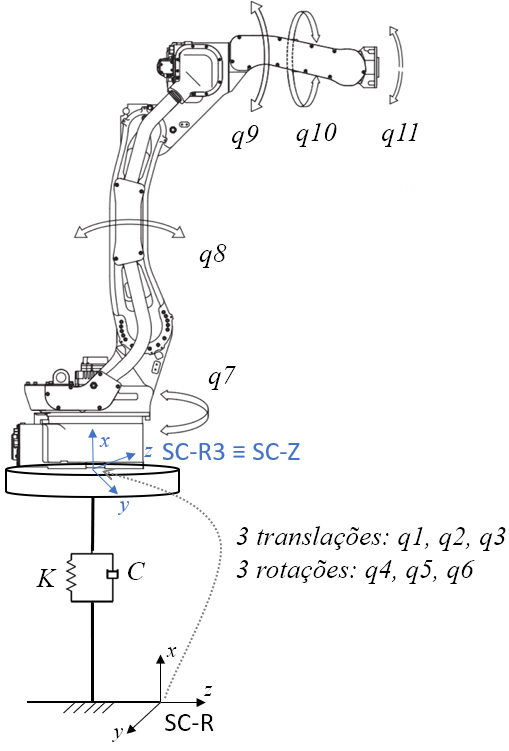 q9 q10 q11
q8
q7
x
z SC-R3 ≡ SC-Z
y
3 translações: q1, q2, q3
3 rotações: q4, q5, q6
K C
x
z
y SC-R